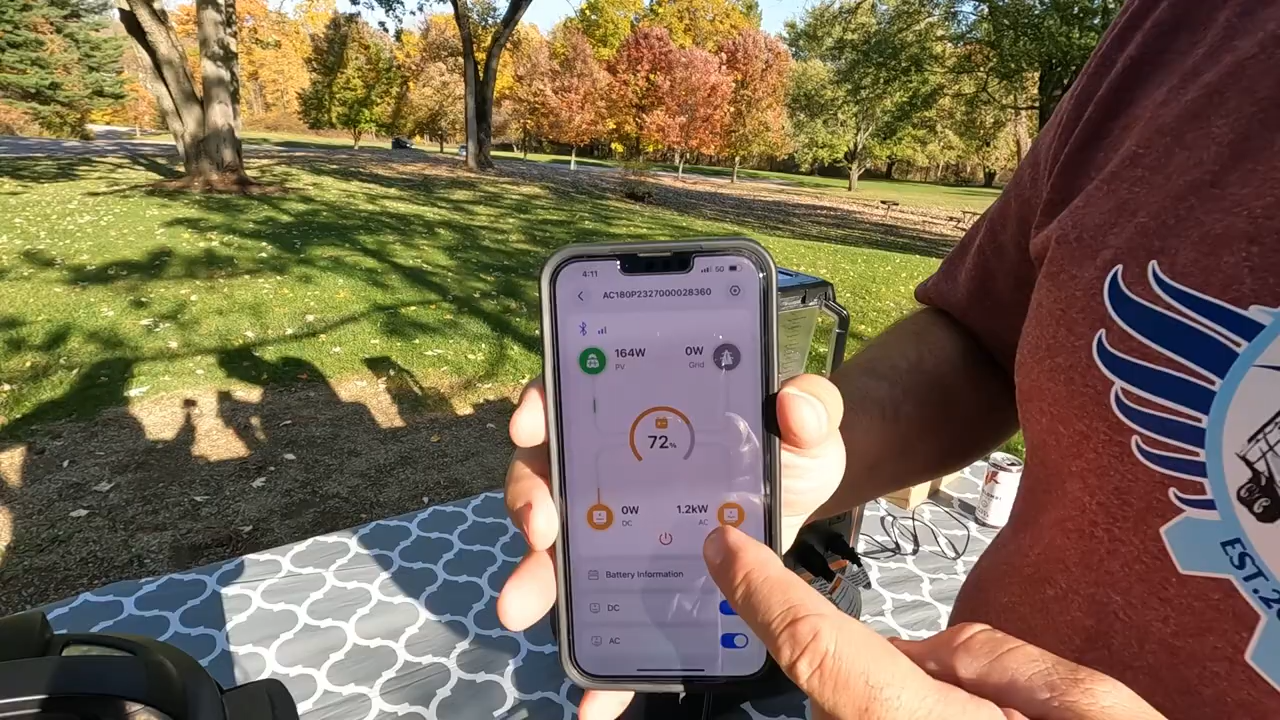 4:11
5G
AC180P2327000028360
164W
PV
0W
Grid
72%
0W
DC
1.2kW
AC
Battery Information
DC
AC
EST.2